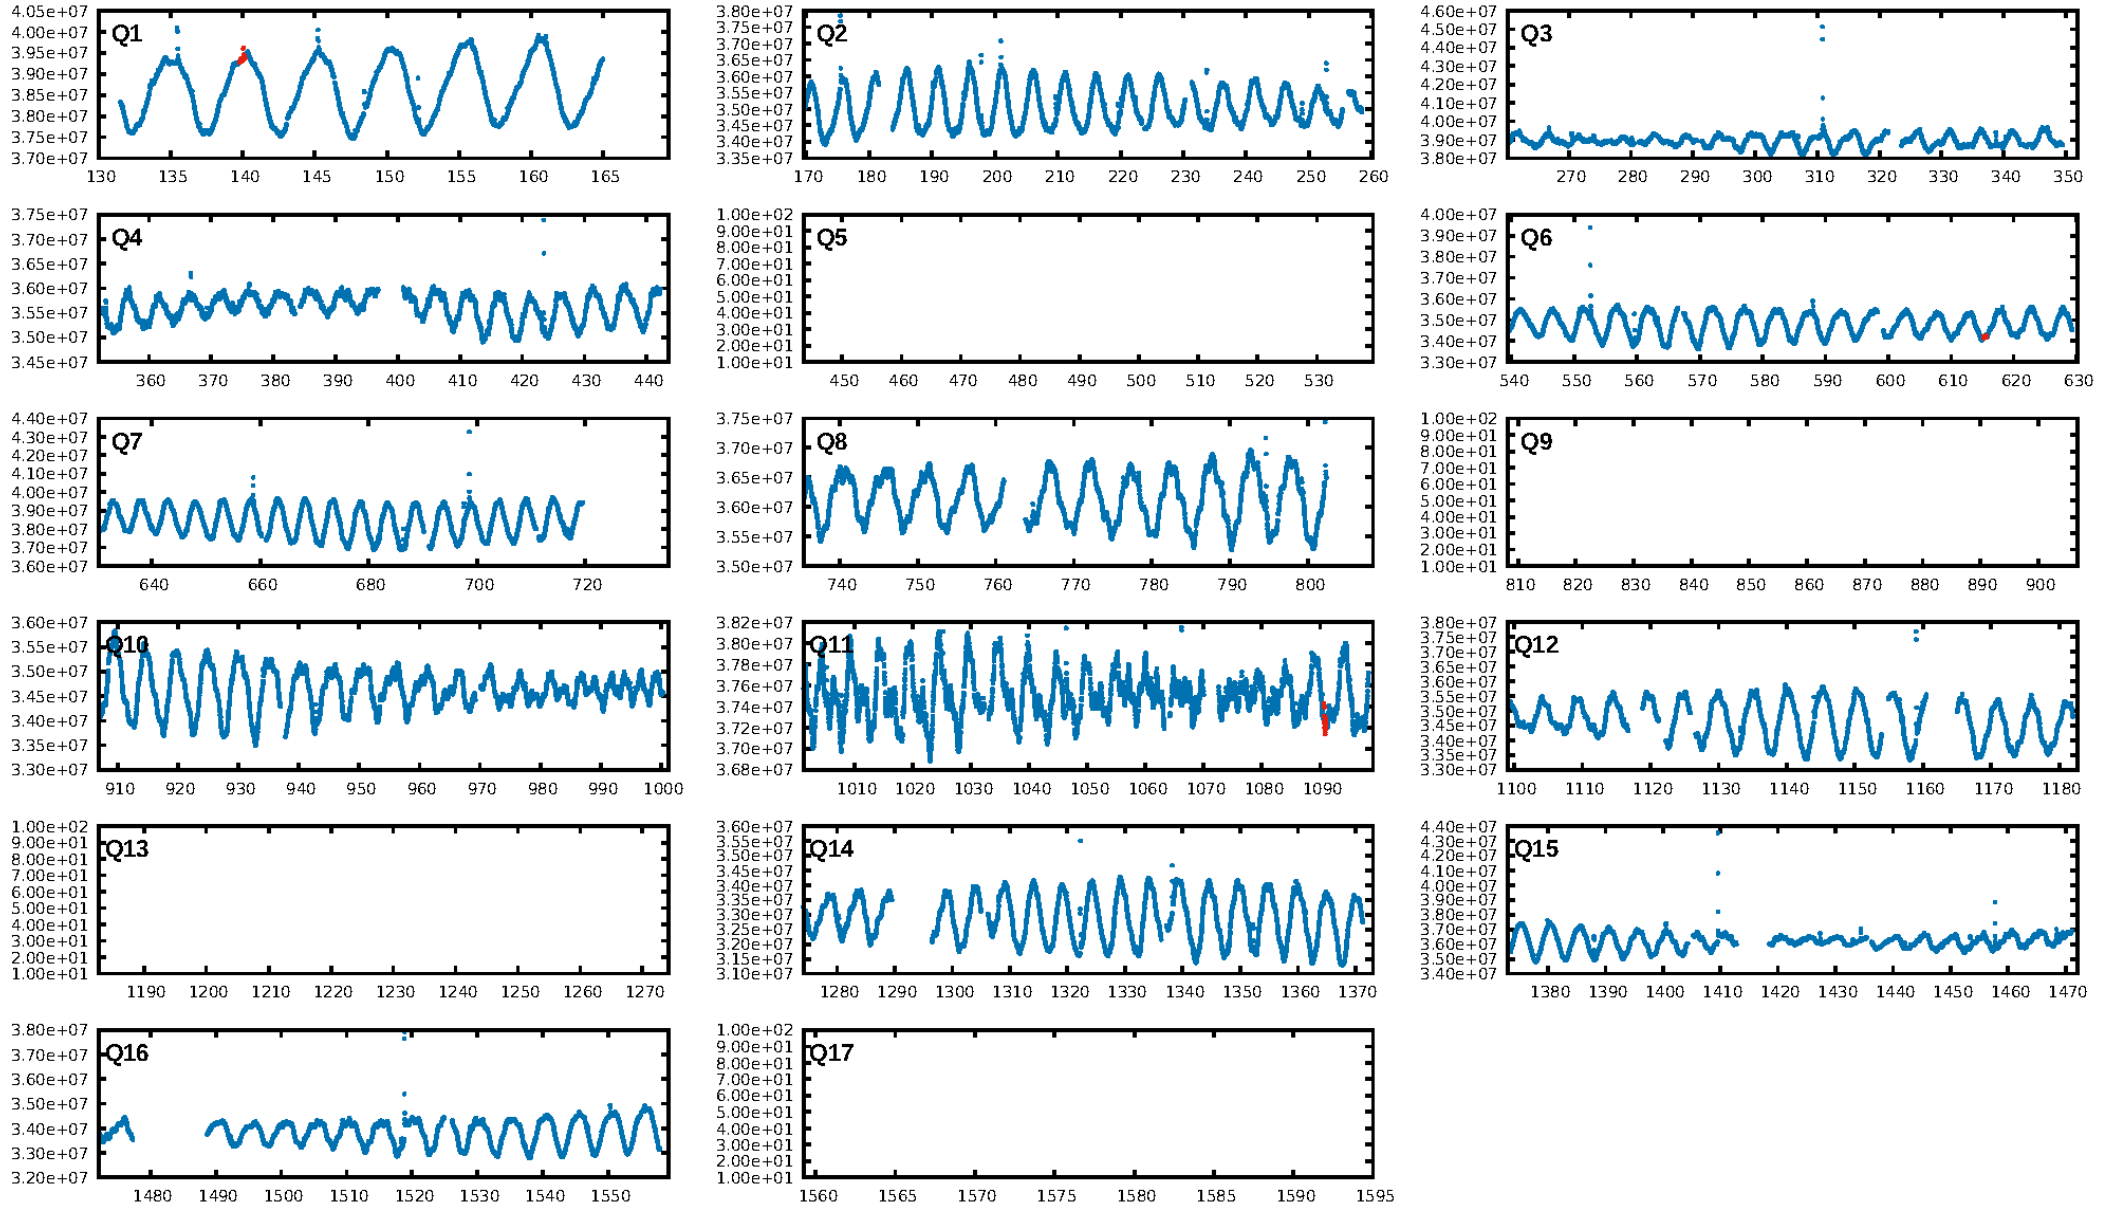 Q1
4.05e+07
4.00e+07
3.95e+07
3.90e+07
3.85e+07
3.80e+07
3.75e+07
3.70e+07
130 135 140 145 150 155 160 165
Q2
3.80e+07
3.75e+07
3.70e+07
3.65e+07
3.60e+07
3.55e+07
3.50e+07
3.45e+07
3.40e+07
3.35e+07
170 180 190 200 210 220 230 240 250 260
Q3
4.60e+07
4.50e+07
4.40e+07
4.30e+07
4.20e+07
4.10e+07
4.00e+07
3.90e+07
3.80e+07
270 280 290 300 310 320 330 340 350
Q4
3.75e+07
3.70e+07
3.65e+07
3.60e+07
3.55e+07
3.50e+07
3.45e+07
360 370 380 390 400 410 420 430 440
Q5
1.00e+02
9.00e+01
8.00e+01
7.00e+01
6.00e+01
5.00e+01
4.00e+01
3.00e+01
2.00e+01
1.00e+01
450 460 470 480 490 500 510 520 530
Q6
4.00e+07
3.90e+07
3.80e+07
3.70e+07
3.60e+07
3.50e+07
3.40e+07
3.30e+07
540 550 560 570 580 590 600 610 620 630
Q7
4.40e+07
4.30e+07
4.20e+07
4.10e+07
4.00e+07
3.90e+07
3.80e+07
3.70e+07
3.60e+07
640 660 680 700 720
Q8
3.75e+07
3.70e+07
3.65e+07
3.60e+07
3.55e+07
3.50e+07
740 750 760 770 780 790 800
Q9
1.00e+02
9.00e+01
8.00e+01
7.00e+01
6.00e+01
5.00e+01
4.00e+01
3.00e+01
2.00e+01
1.00e+01
810 820 830 840 850 860 870 880 890 900
Q10
3.60e+07
3.55e+07
3.50e+07
3.45e+07
3.40e+07
3.35e+07
3.30e+07
910 920 930 940 950 960 970 980 990 1000
Q11
3.82e+07
3.80e+07
3.78e+07
3.76e+07
3.74e+07
3.72e+07
3.70e+07
3.68e+07
1010 1020 1030 1040 1050 1060 1070 1080 1090
Q12
3.80e+07
3.75e+07
3.70e+07
3.65e+07
3.60e+07
3.55e+07
3.50e+07
3.45e+07
3.40e+07
3.35e+07
3.30e+07
1100 1110 1120 1130 1140 1150 1160 1170 1180
Q13
1.00e+02
9.00e+01
8.00e+01
7.00e+01
6.00e+01
5.00e+01
4.00e+01
3.00e+01
2.00e+01
1.00e+01
1190 1200 1210 1220 1230 1240 1250 1260 1270
Q14
3.60e+07
3.55e+07
3.50e+07
3.45e+07
3.40e+07
3.35e+07
3.30e+07
3.25e+07
3.20e+07
3.15e+07
3.10e+07
1280 1290 1300 1310 1320 1330 1340 1350 1360 1370
Q15
4.40e+07
4.30e+07
4.20e+07
4.10e+07
4.00e+07
3.90e+07
3.80e+07
3.70e+07
3.60e+07
3.50e+07
3.40e+07
1380 1390 1400 1410 1420 1430 1440 1450 1460 1470
Q16
3.80e+07
3.70e+07
3.60e+07
3.50e+07
3.40e+07
3.30e+07
3.20e+07
1480 1490 1500 1510 1520 1530 1540 1550
Q17
1.00e+02
9.00e+01
8.00e+01
7.00e+01
6.00e+01
5.00e+01
4.00e+01
3.00e+01
2.00e+01
1.00e+01
1560 1565 1570 1575 1580 1585 1590 1595